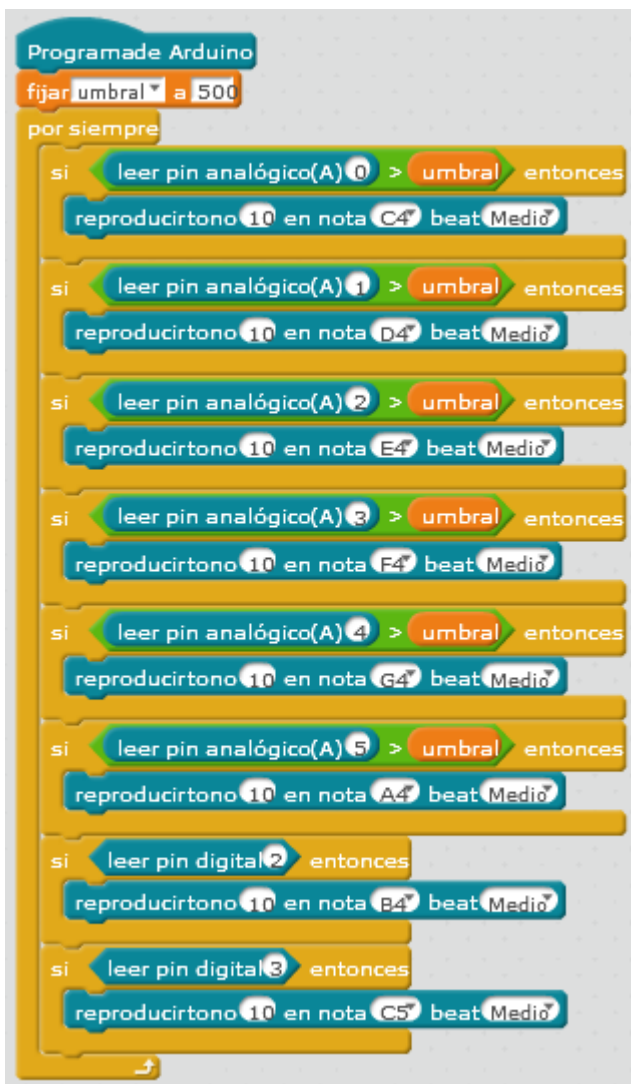 Programade Arduino
fijar umbral a 500
por siempre
si leer pin analógico(A) 0 > umbral entonces
reproducirtono 10 en nota C4 beat Medio
si leer pin analógico(A) 1 > umbral entonces
reproducirtono 10 en nota D4 beat Medio
si leer pin analógico(A) 2 > umbral entonces
reproducirtono 10 en nota E4 beat Medio
si leer pin analógico(A) 3 > umbral entonces
reproducirtono 10 en nota F4 beat Medio
si leer pin analógico(A) 4 > umbral entonces
reproducirtono 10 en nota G4 beat Medio
si leer pin analógico(A) 5 > umbral entonces
reproducirtono 10 en nota A4 beat Medio
si leer pin digital 2 entonces
reproducirtono 10 en nota B4 beat Medio
si leer pin digital 3 entonces
reproducirtono 10 en nota C5 beat Medio